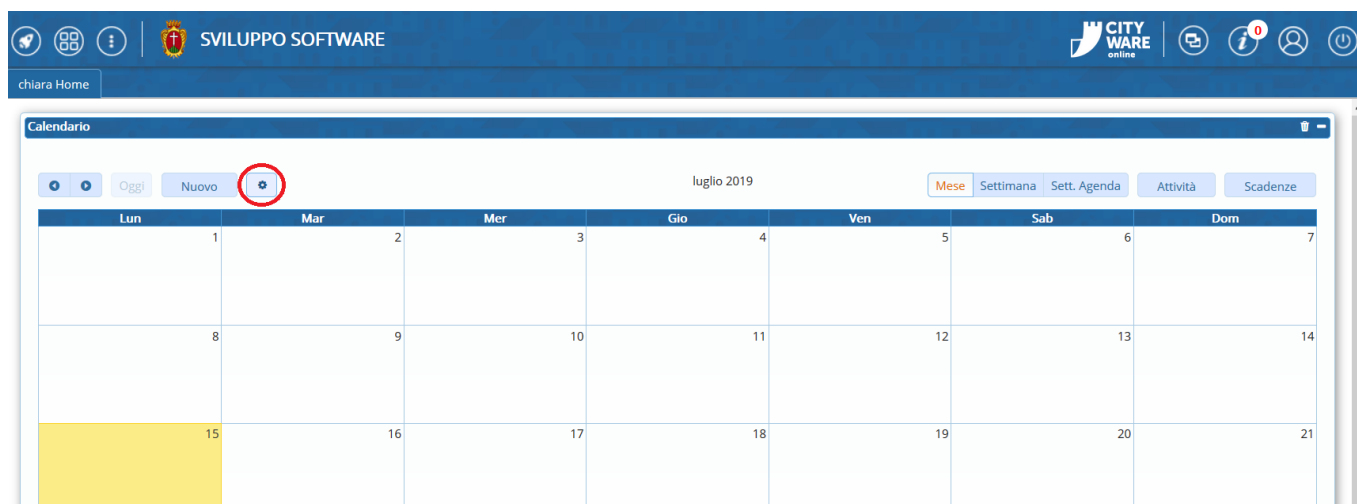 SVILUPPO SOFTWARE
CITY
WARE
online
0
chiara Home
Calendario
Oggi Nuovo luglio 2019 Mese Settimana Sett. Agenda Attività Scadenze
Lun Mar Mer Gio Ven Sab Dom
1 2 3 4 5 6 7
8 9 10 11 12 13 14
15 16 17 18 19 20 21